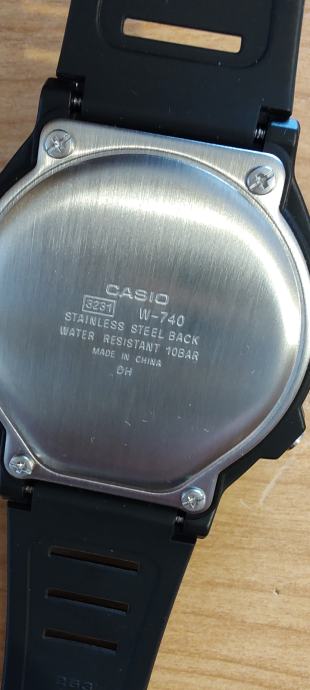 CASIO
3231 W-740
STAINLESS STEEL BACK
WATER RESISTANT 10BAR
MADE IN CHINA
DH